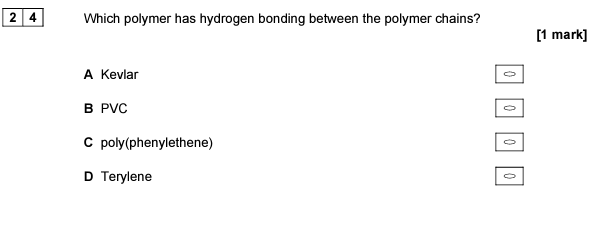 2 4 Which polymer has hydrogen bonding between the polymer chains?
[1 mark]
A Kevlar
B PVC
C poly(phenylethene)
D Terylene